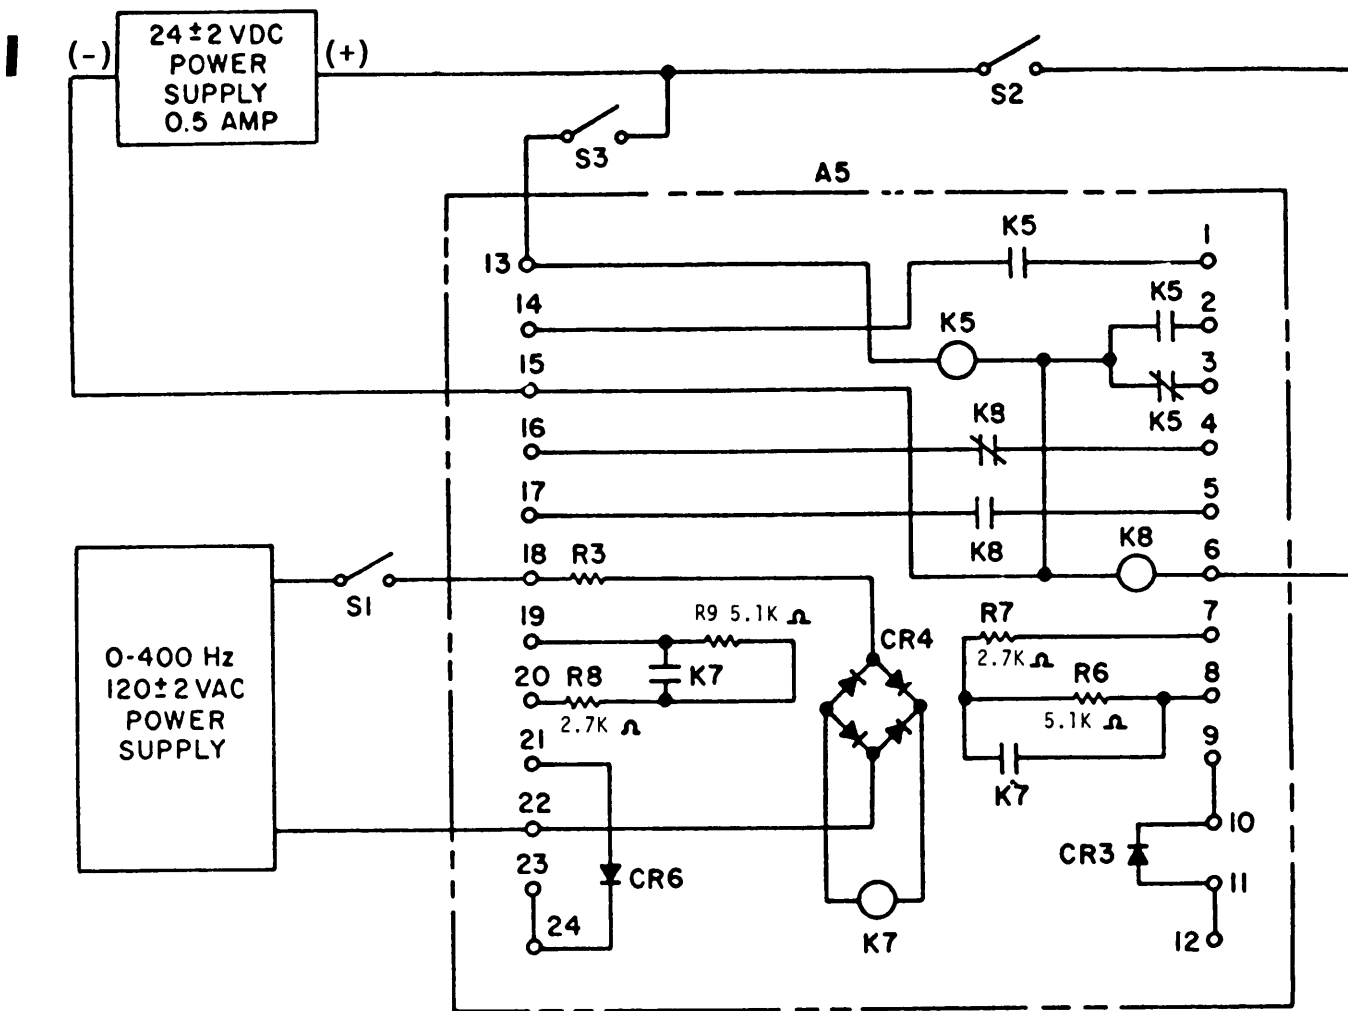 (-)
24±2 VDC
POWER
SUPPLY
0.5 AMP
(+)
S2
S3
A5
K5
1
13
K5
2
14
K5
3
15
K5
K8
4
16
17
5
K8
K8
6
18
R3
S1
7
19
R9 5.1K Ω
R7
2.7K Ω
CR4
0-400 Hz
120±2 VAC
POWER
SUPPLY
20
R8
K7
2.7K Ω
R6
8
5.1K Ω
21
9
K7
22
10
CR3
23
CR6
11
24
K7
12